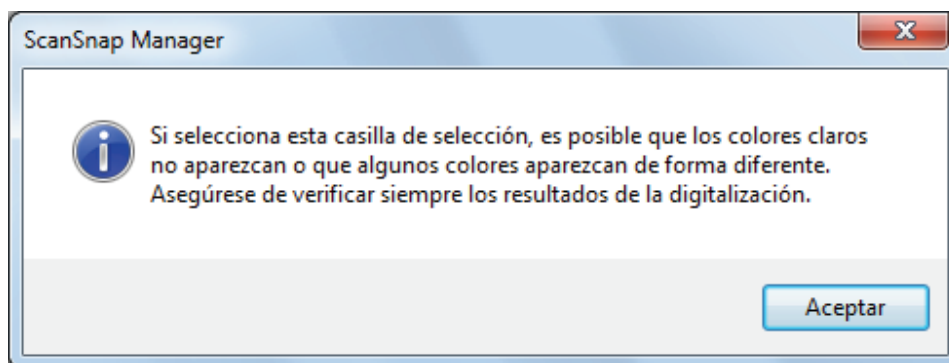 ScanSnap Manager
Si selecciona esta casilla de selección, es posible que los colores claros
no aparezcan o que algunos colores aparezcan de forma diferente.
Asegúrese de verificar siempre los resultados de la digitalización.
Aceptar